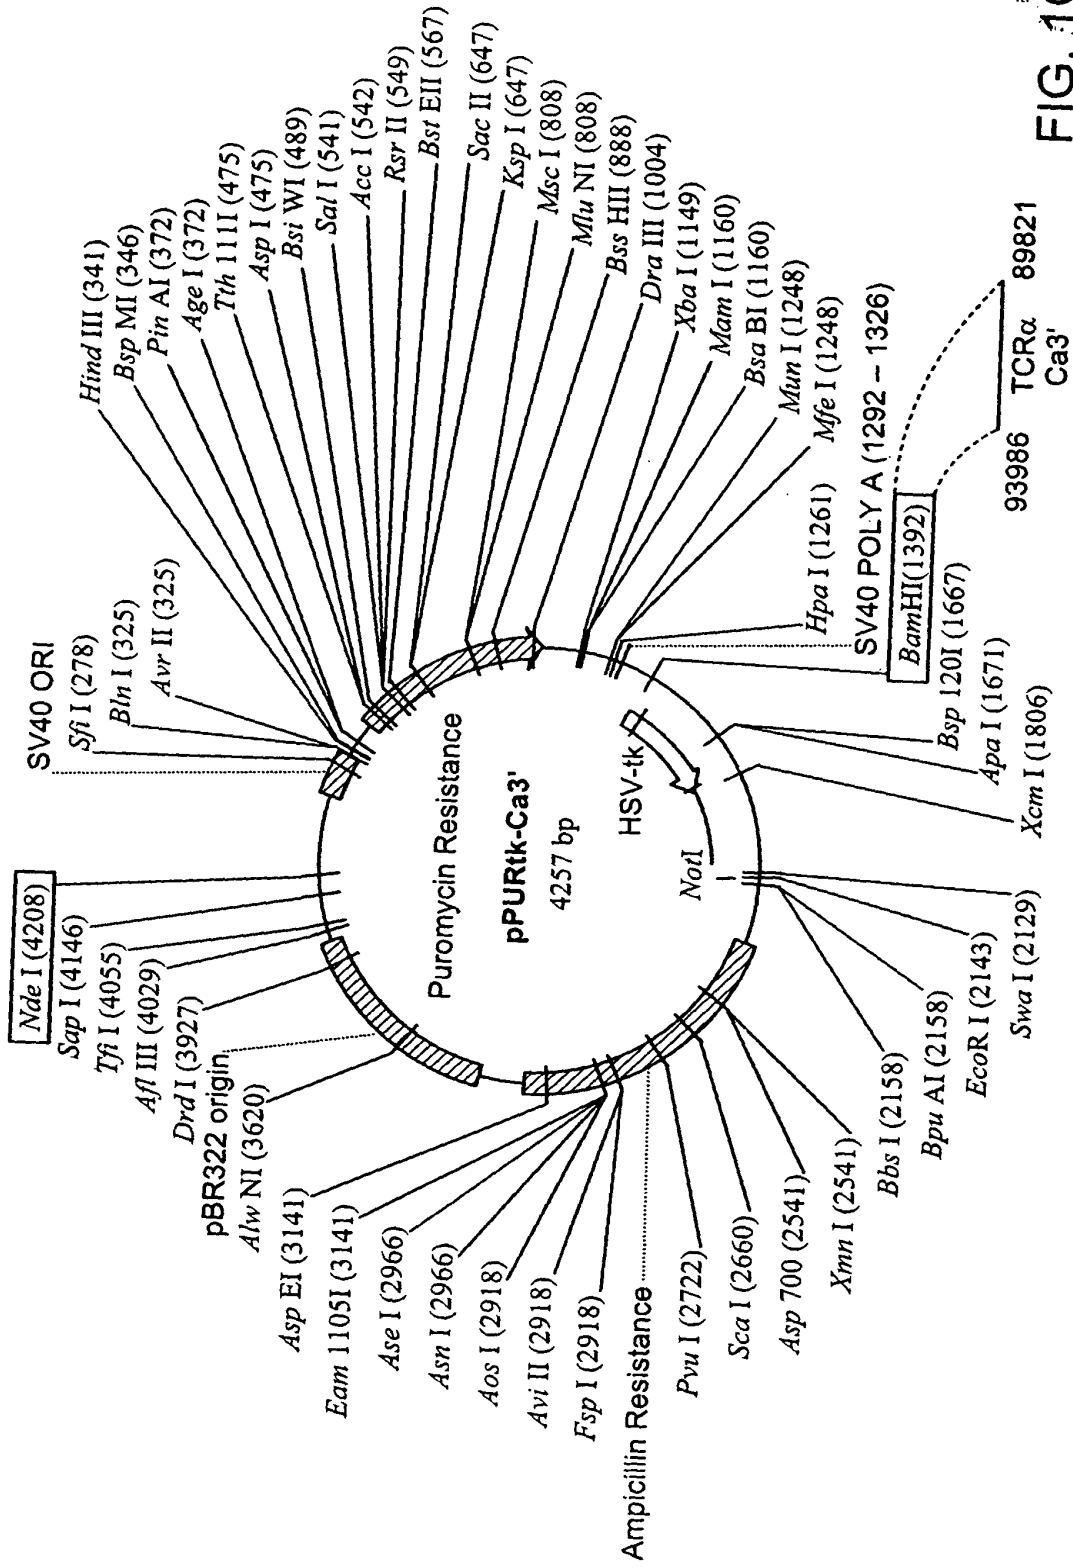 SV40 ORI
Sfi I (278)
Bln I (325)
Avr II (325)
Hind III (341)
Bsp MI (346)
Pin AI (372)
Age I (372)
Tth 111I (475)
Asp I (475)
Bsi WI (489)
Sal I (541)
Acc I (542)
Rsr II (549)
Bst EII (567)
Sac II (647)
Ksp I (647)
Msc I (808)
Mlu NI (808)
Bss HII (888)
Dra III (1004)
Xba I (1149)
Mam I (1160)
Bsa BI (1160)
Mun I (1248)
Mfe I (1248)
Hpa I (1261)
SV40 POLY A (1292 – 1326)
BamHI(1392)
93986 TCRα 89821
Ca3'
Bsp 120I (1667)
Apa I (1671)
Xcm I (1806)
Swa I (2129)
EcoR I (2143)
Bpu AI (2158)
Bbs I (2158)
Xmn I (2541)
Asp 700 (2541)
Sca I (2660)
Pvu I (2722)
Ampicillin Resistance
Fsp I (2918)
Avi II (2918)
Aos I (2918)
Asn I (2966)
Ase I (2966)
Eam 1105I (3141)
Asp EI (3141)
Alw NI (3620)
pBR322 origin
Drd I (3927)
Afl III (4029)
Tfi I (4055)
Sap I (4146)
Nde I (4208)
Puromycin Resistance
pPURtk-Ca3'
4257 bp
HSV-tk
NotI
FIG.